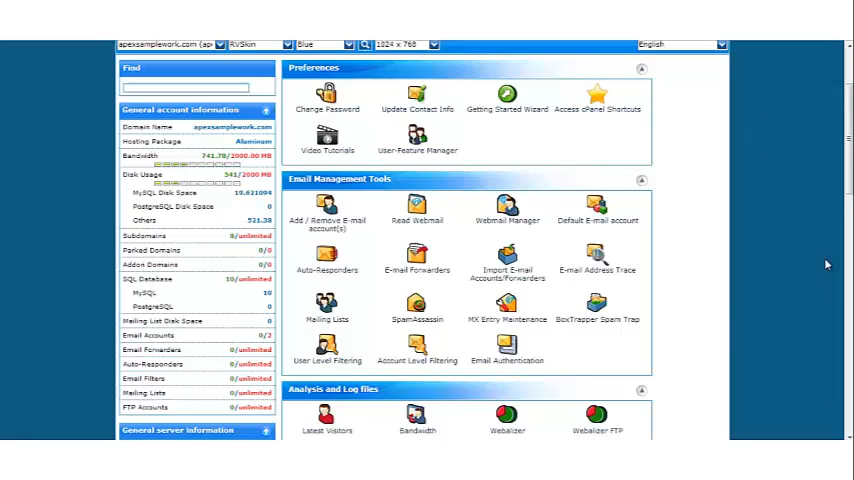 apexsamplework.com (ape
RVSkin
Blue
1024 x 768
English
Find
General account information
Domain Name apexsamplework.com
Hosting Package Aluminum
Bandwidth 741.78/2000.00 MB
Disk Usage 541/2000 MB
MySQL Disk Space 19.621094
PostgreSQL Disk Space 0
Others 521.38
Subdomains 8/unlimited
Parked Domains 0/0
Addon Domains 0/0
SQL Database 10/unlimited
MySQL 10
PostgreSQL 0
Mailing List Disk Space 0
Email Accounts 0/2
Email Forwarders 0/unlimited
Auto-Responders 0/unlimited
Email Filters 0/unlimited
Mailing Lists 0/unlimited
FTP Accounts 0/unlimited
General server information
Preferences
Change Password
Update Contact Info
Getting Started Wizard
Access cPanel Shortcuts
Video Tutorials
User-Feature Manager
Email Management Tools
Add / Remove E-mail
account(s)
Read Webmail
Webmail Manager
Default E-mail account
Auto-Responders
E-mail Forwarders
Import E-mail
Accounts/Forwarders
E-mail Address Trace
Mailing Lists
SpamAssassin
MX Entry Maintenance
BoxTrapper Spam Trap
User Level Filtering
Account Level Filtering
Email Authentication
Analysis and Log files
Latest Visitors
Bandwidth
Webalizer
Webalizer FTP